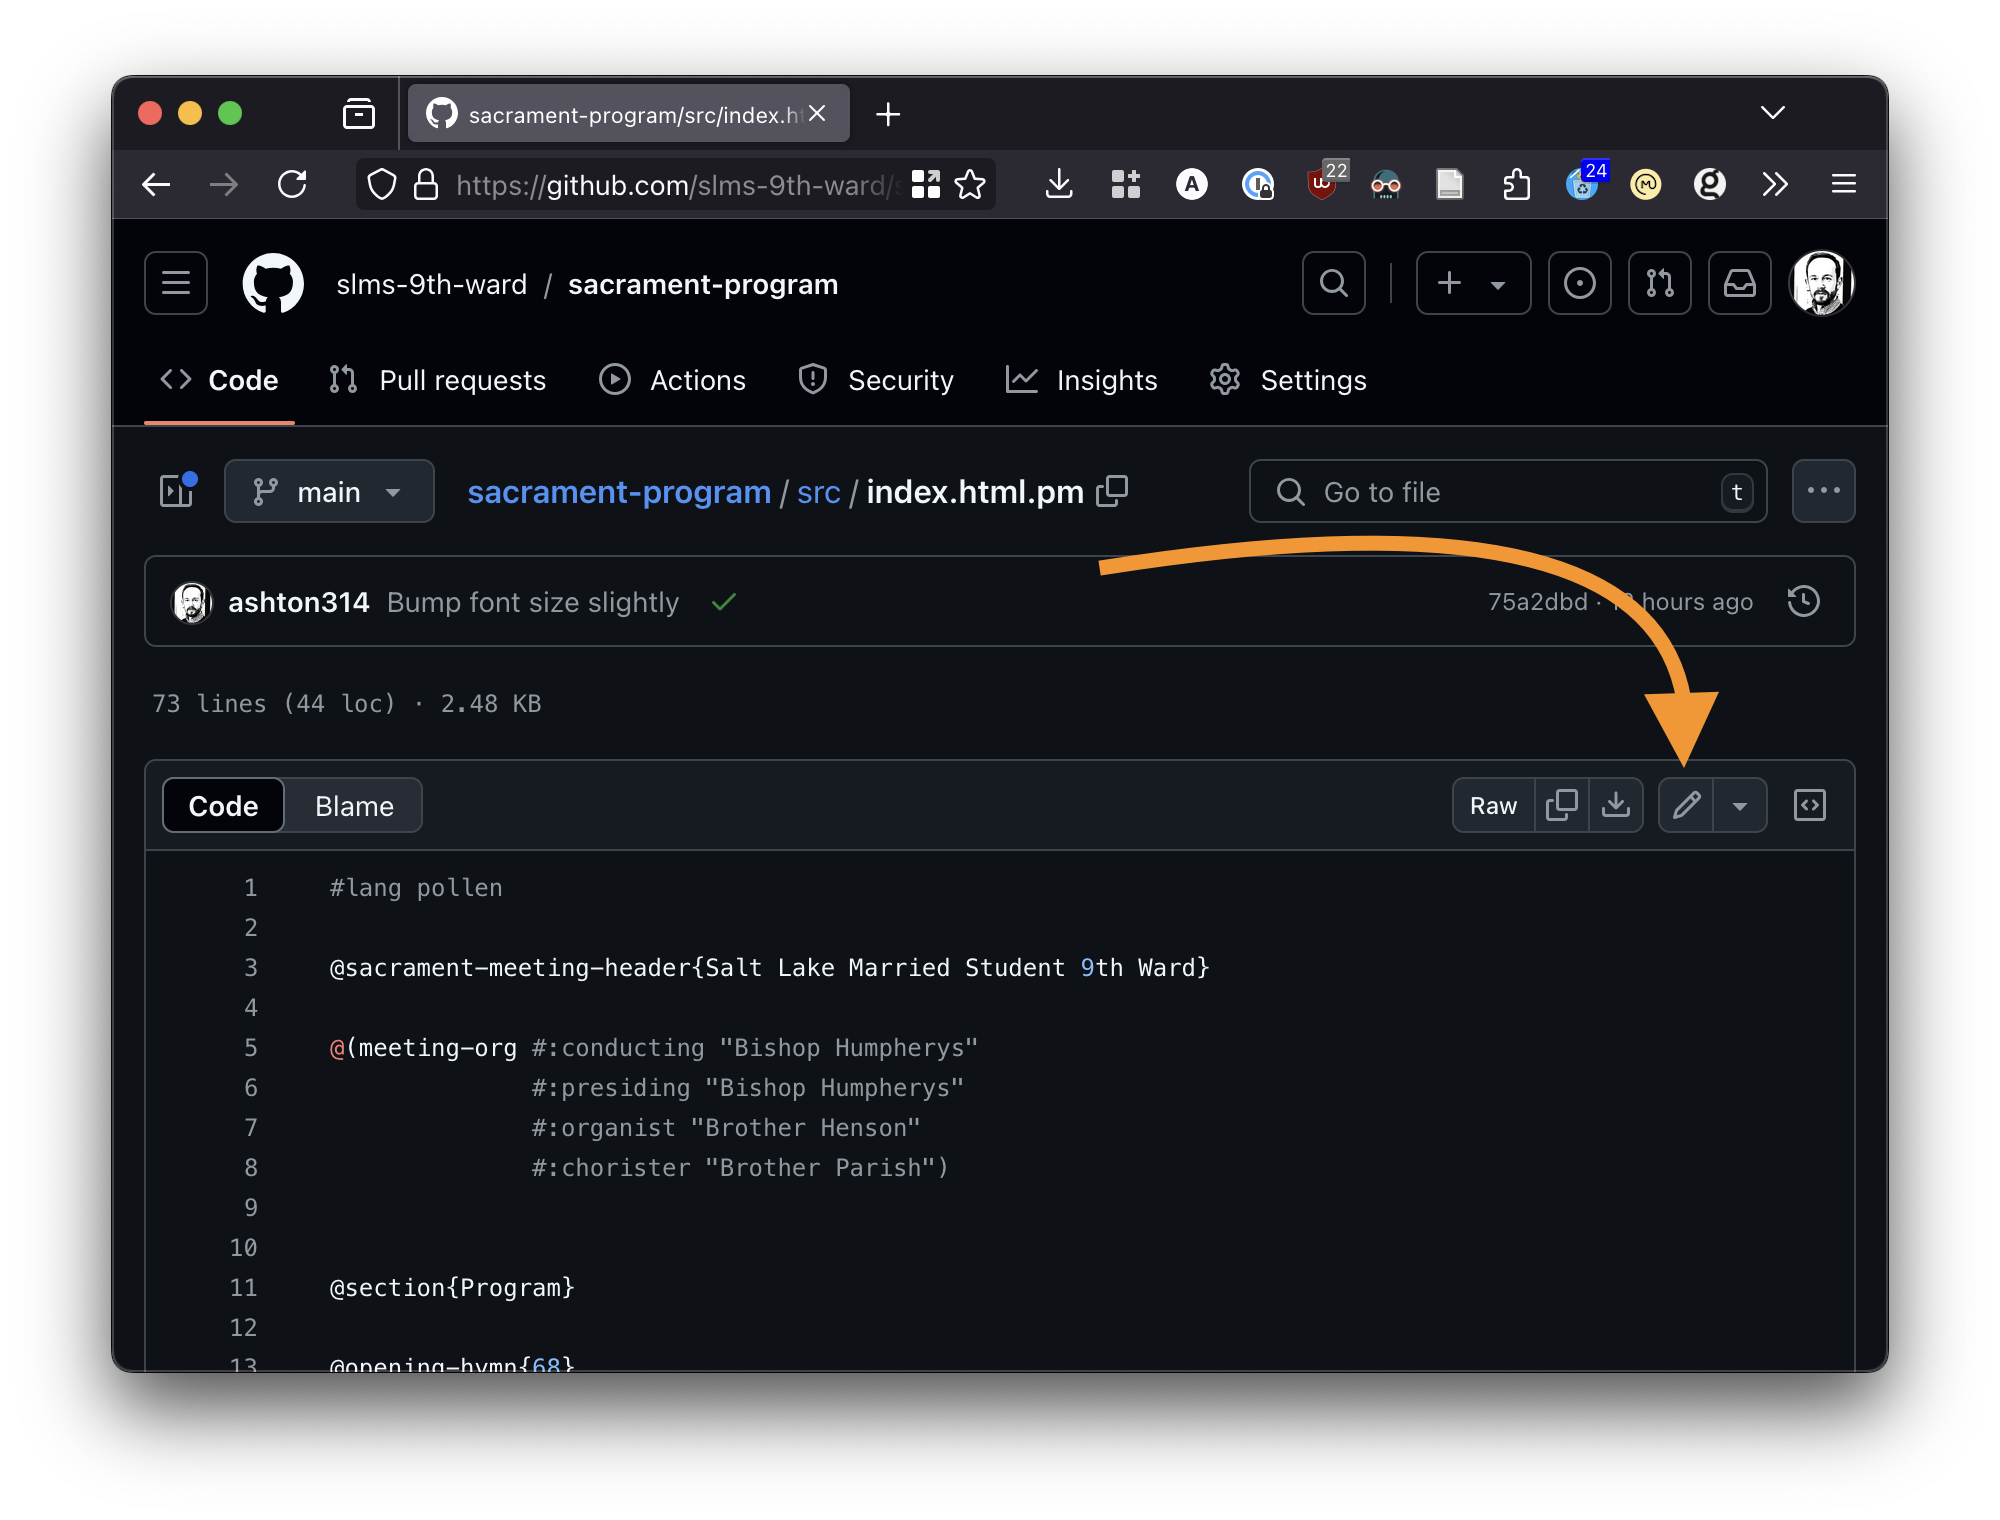 sacrament-program/src/index.h
https://github.com/slms-9th-ward/
22
24
slms-9th-ward / sacrament-program
Code Pull requests Actions Security Insights Settings
main sacrament-program / src / index.html.pm Go to file t
ashton314 Bump font size slightly 75a2dbd · hours ago
73 lines (44 loc) · 2.48 KB
Code Blame Raw
1 #lang pollen
2
3 @sacrament-meeting-header{Salt Lake Married Student 9th Ward}
4
5 @(meeting-org #:conducting "Bishop Humpherys"
6 #:presiding "Bishop Humpherys"
7 #:organist "Brother Henson"
8 #:chorister "Brother Parish")
9
10
11 @section{Program}
12
13 @opening-hymn{68}